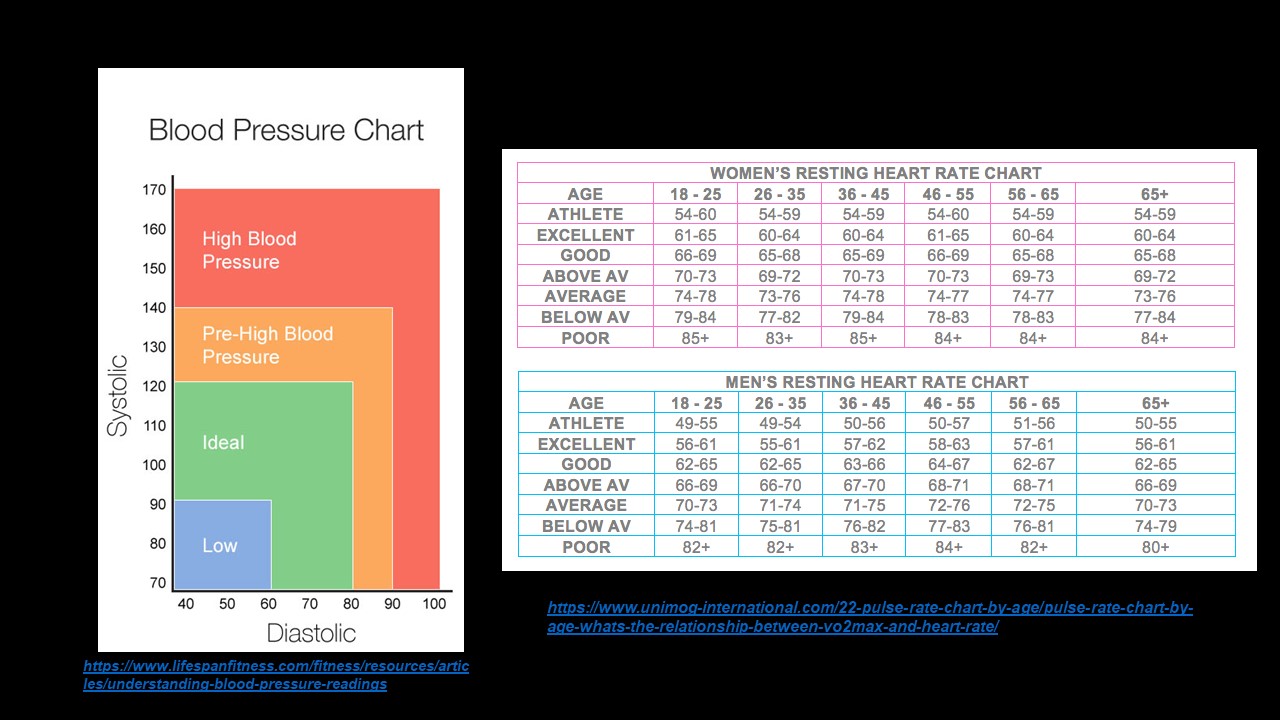 Blood Pressure Chart
170
160
150
140
130
120
110
100
90
80
70
Systolic
High Blood
Pressure
Pre-High Blood
Pressure
Ideal
Low
40 50 60 70 80 90 100
Diastolic
https://www.lifespanfitness.com/fitness/resources/artic
les/understanding-blood-pressure-readings
WOMEN'S RESTING HEART RATE CHART
AGE 18 - 25 26 - 35 36 - 45 46 - 55 56 - 65 65+
ATHLETE 54-60 54-59 54-59 54-60 54-59 54-59
EXCELLENT 61-65 60-64 60-64 61-65 60-64 60-64
GOOD 66-69 65-68 65-69 66-69 65-68 65-68
ABOVE AV 70-73 69-72 70-73 70-73 69-73 69-72
AVERAGE 74-78 73-76 74-78 74-77 74-77 73-76
BELOW AV 79-84 77-82 79-84 78-83 78-83 77-84
POOR 85+ 83+ 85+ 84+ 84+ 84+
MEN'S RESTING HEART RATE CHART
AGE 18 - 25 26 - 35 36 - 45 46 - 55 56 - 65 65+
ATHLETE 49-55 49-54 50-56 50-57 51-56 50-55
EXCELLENT 56-61 55-61 57-62 58-63 57-61 56-61
GOOD 62-65 62-65 63-66 64-67 62-67 62-65
ABOVE AV 66-69 66-70 67-70 68-71 68-71 66-69
AVERAGE 70-73 71-74 71-75 72-76 72-75 70-73
BELOW AV 74-81 75-81 76-82 77-83 76-81 74-79
POOR 82+ 82+ 83+ 84+ 82+ 80+
https://www.unimog-international.com/22-pulse-rate-chart-by-age/pulse-rate-chart-by-
age-whats-the-relationship-between-vo2max-and-heart-rate/